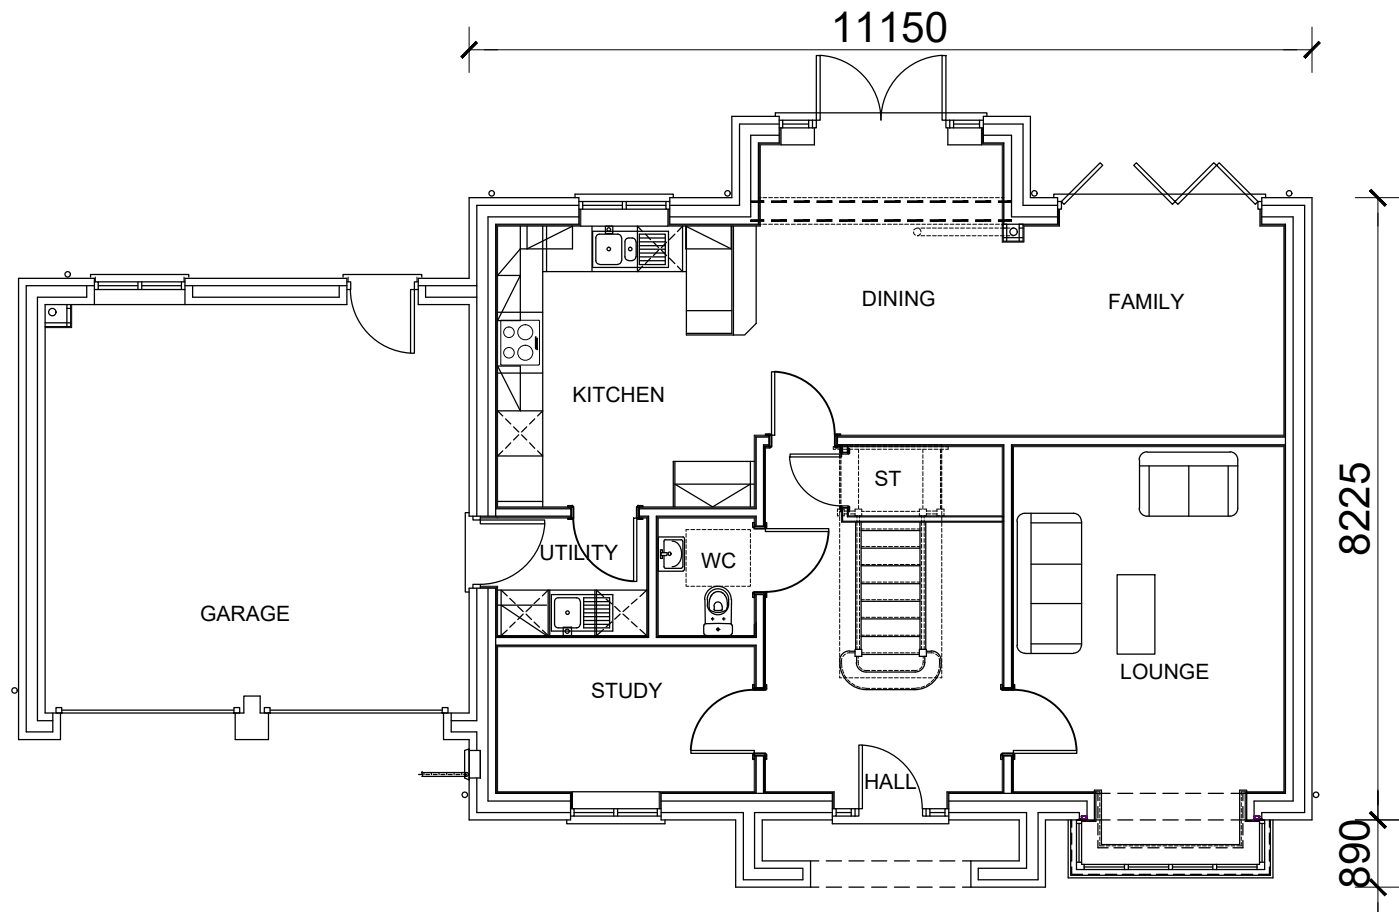 11150
DINING
FAMILY
KITCHEN
ST
8225
UTILITY
WC
GARAGE
LOUNGE
STUDY
HALL
890